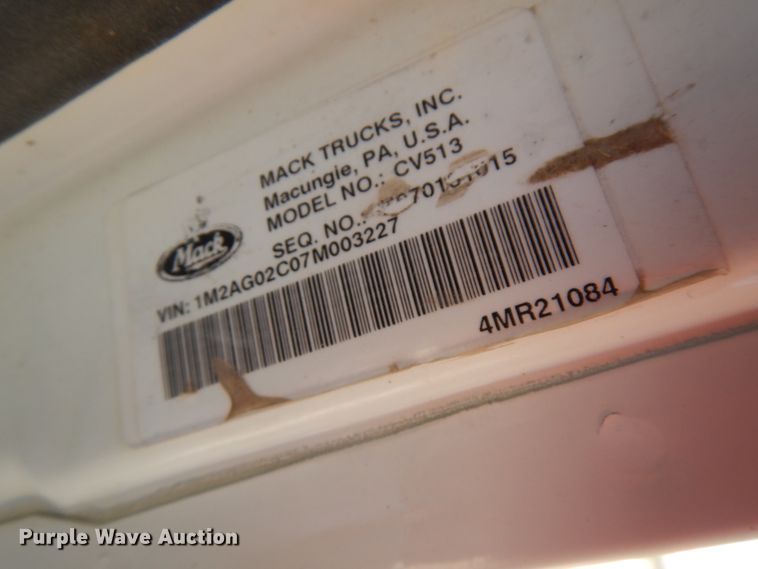 MACK TRUCKS, INC.
Macungie, PA, U.S.A.
MODEL NO.: CV513
SEQ. NO.:
Mack
VIN: 1M2AG02C07M003227
4MR21084
Purple Wave Auction